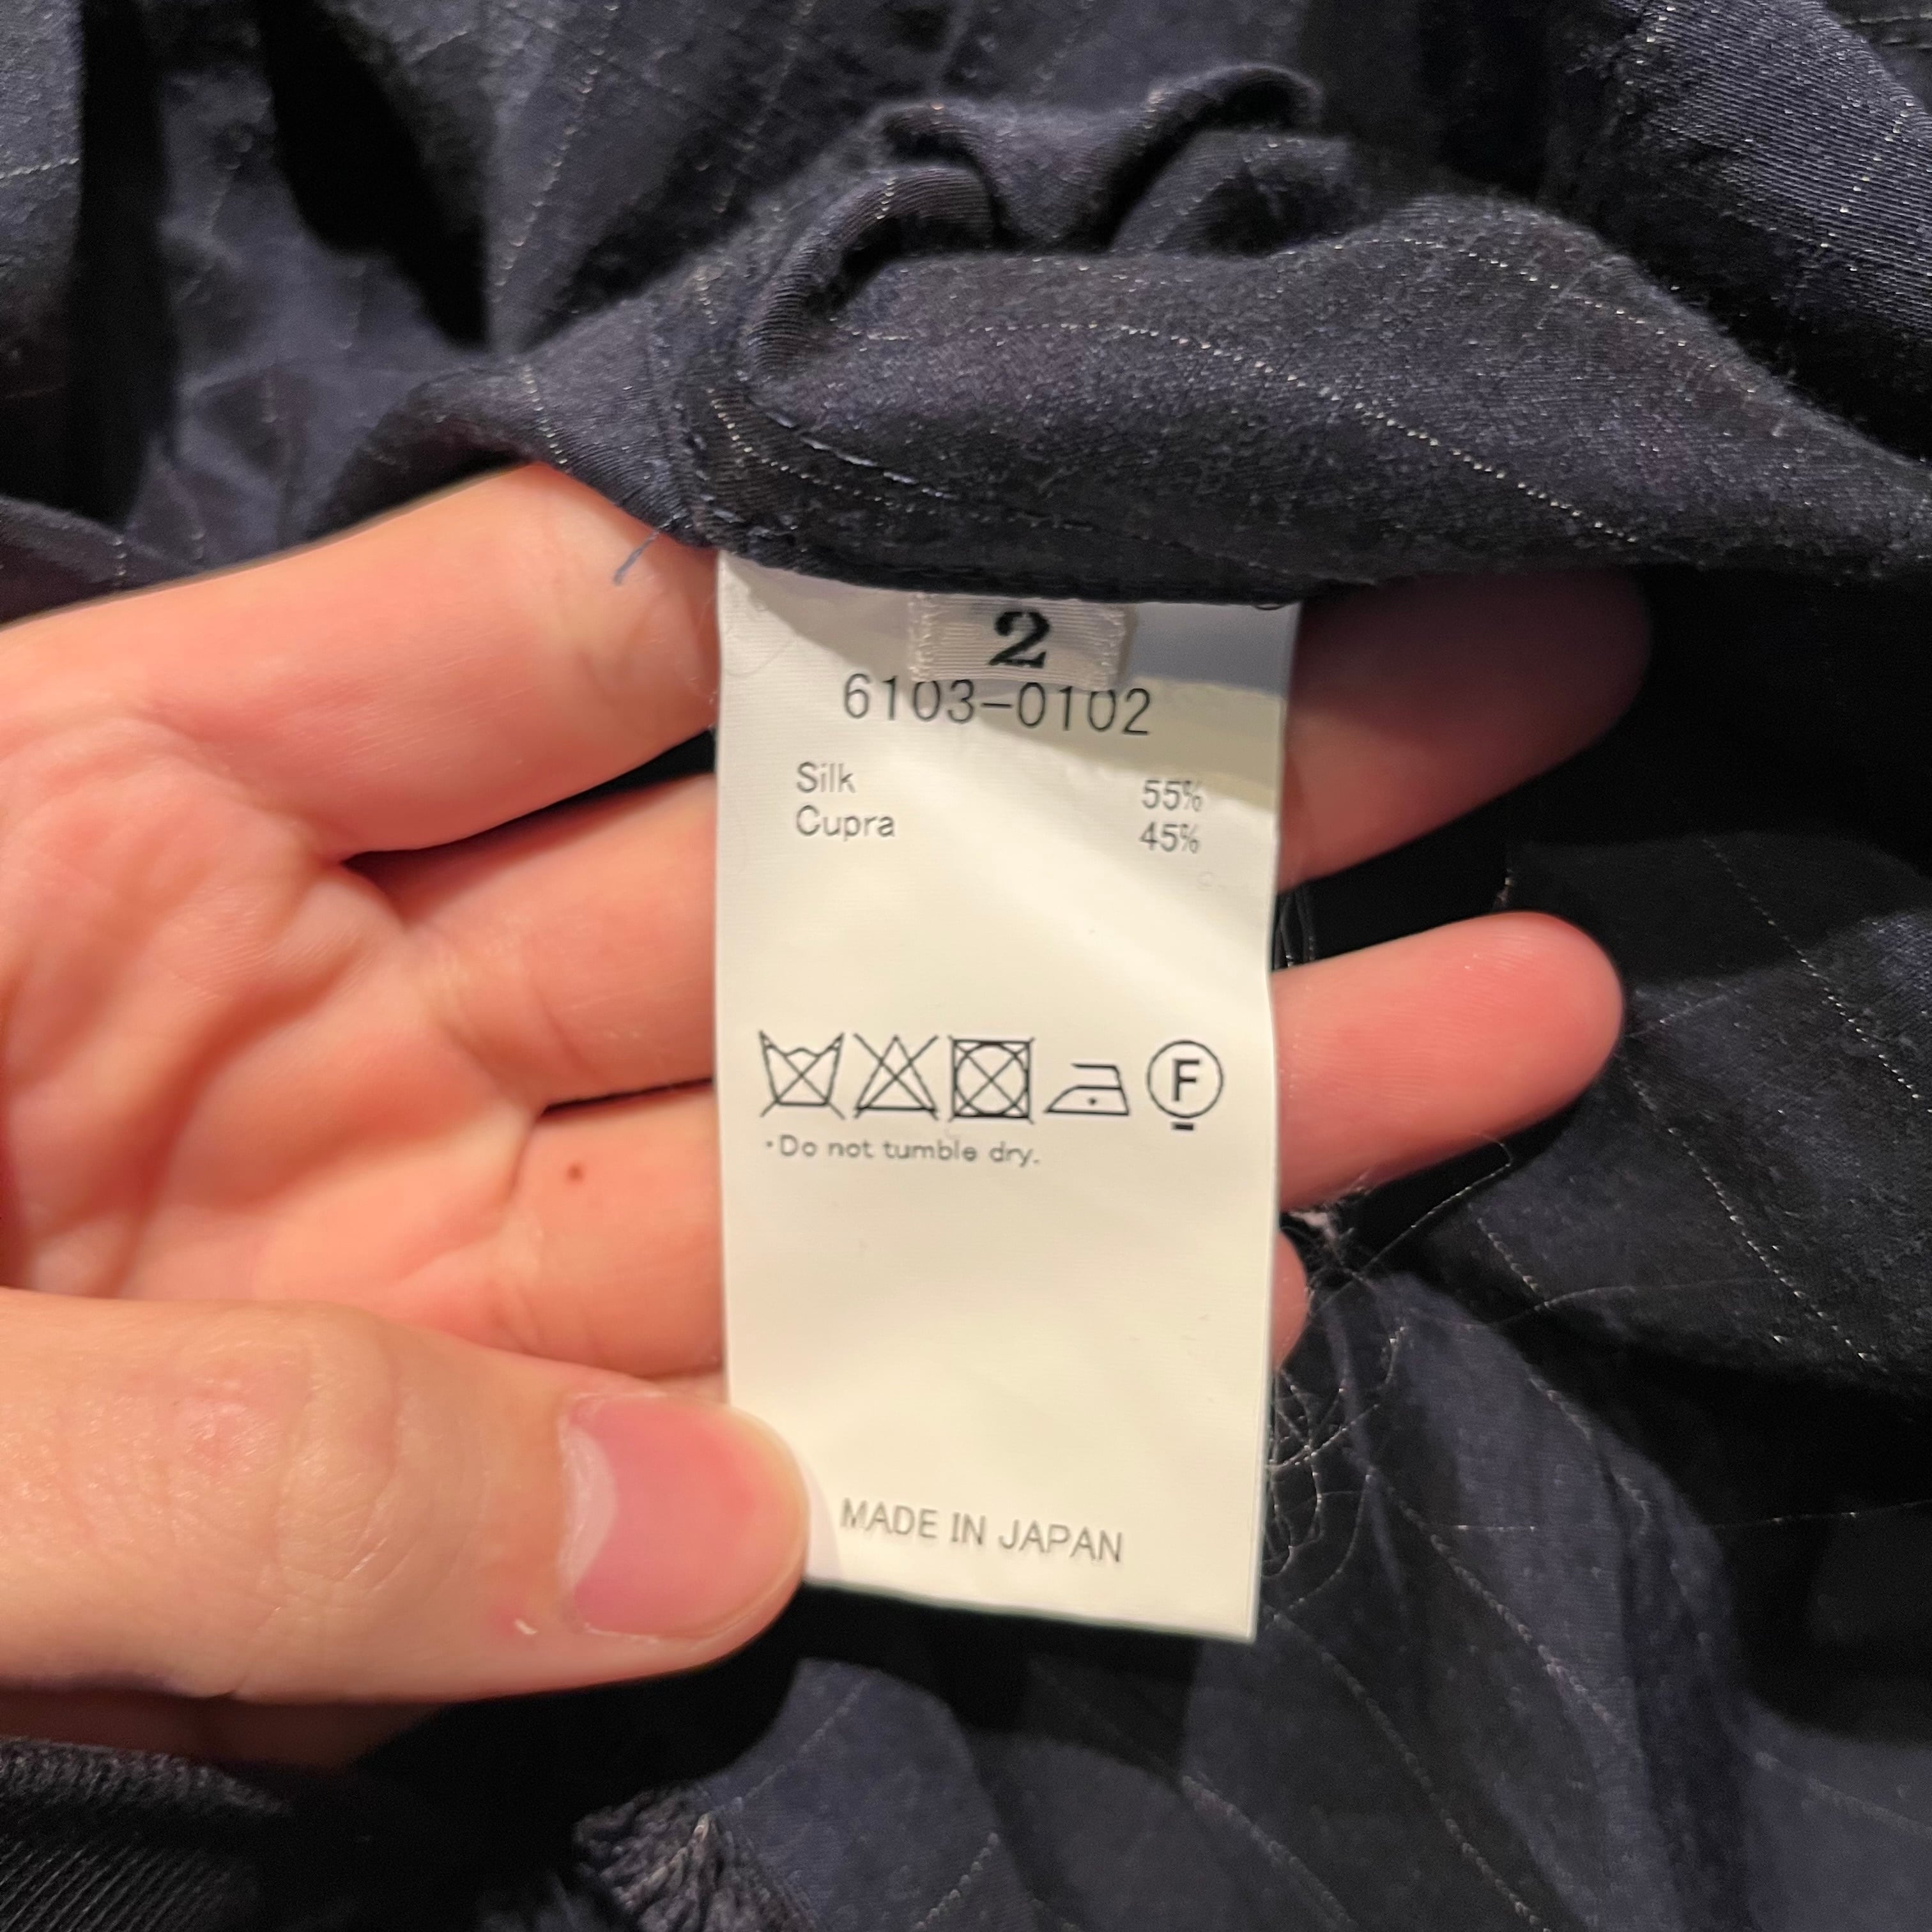 2
6103-0102
Silk 55%
Cupra 45%
F
・Do not tumble dry.
MADE IN JAPAN